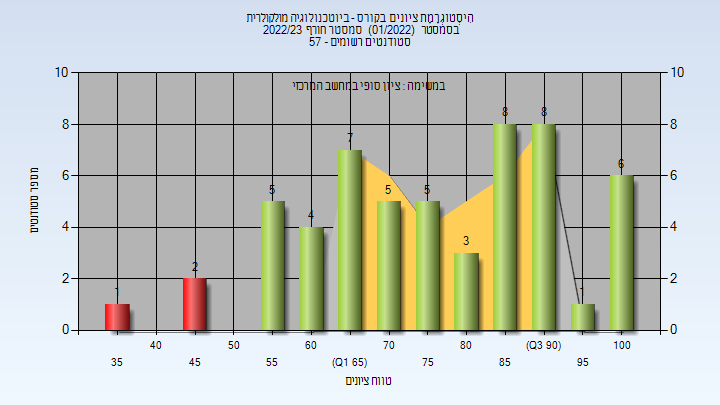 היסטוגרמת ציונים בקורס - ביוטכנולוגיה מולקולרית
בסמסטר (01/2022) סמסטר חורף 2022/23
סטודנטים רשומים - 57
במשימה : ציון סופי במחשב המרכזי
מספר סטודנטים
10 10
8 8
6 6
4 4
2 2
0 0
1 2 5 4 7 5 5 3 8 8 1 6
40 50 60 70 80 (Q3 90) 100
35 45 55 (Q1 65) 75 85 95
טווח ציונים